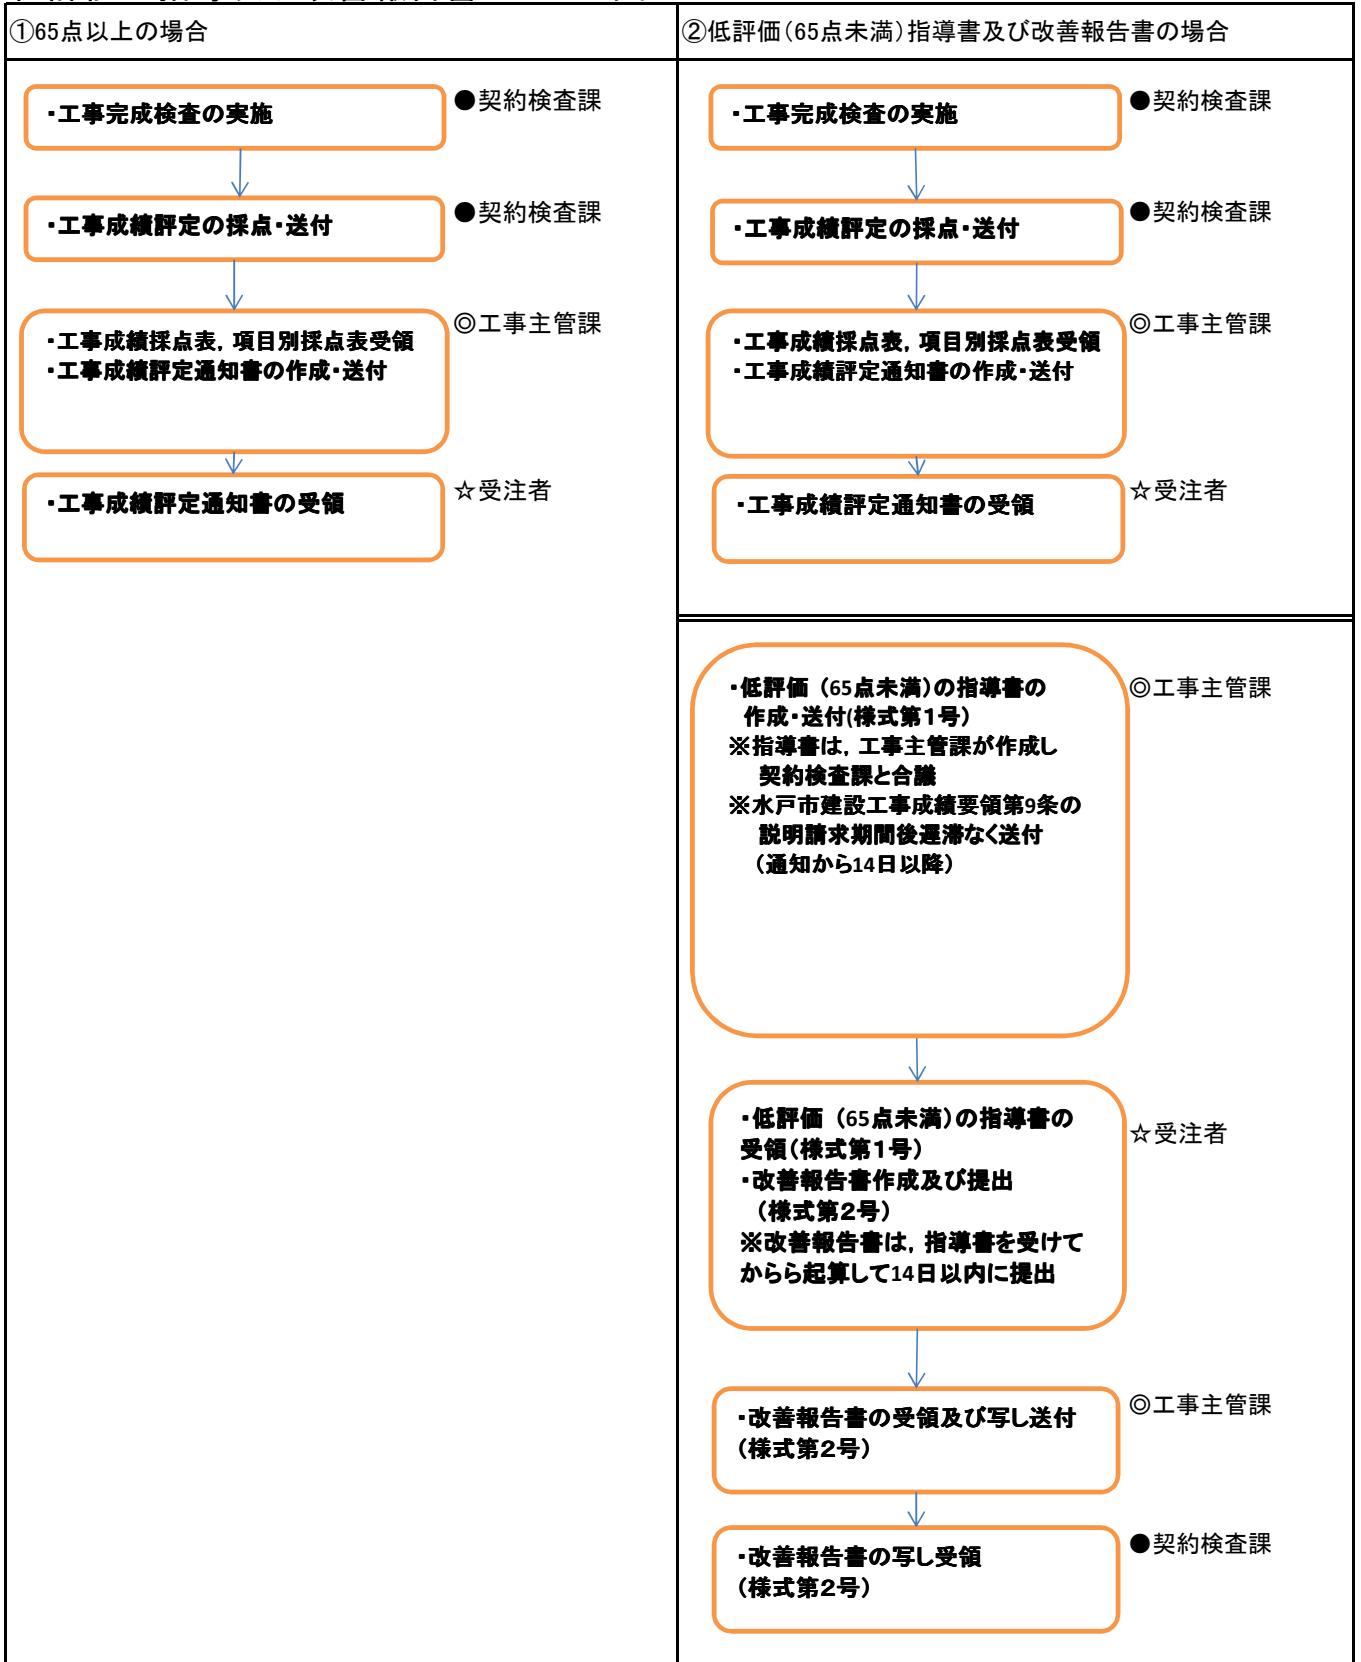 ①65点以上の場合
・工事完成検査の実施
●契約検査課
・工事成績評定の採点・送付
●契約検査課
・工事成績採点表，項目別採点表受領
・工事成績評定通知書の作成・送付
◎工事主管課
・工事成績評定通知書の受領
☆受注者
②低評価（65点未満）指導書及び改善報告書の場合
・工事完成検査の実施
●契約検査課
・工事成績評定の採点・送付
●契約検査課
・工事成績採点表，項目別採点表受領
・工事成績評定通知書の作成・送付
◎工事主管課
・工事成績評定通知書の受領
☆受注者
・低評価（65点未満）の指導書の
作成・送付(様式第１号）
※指導書は，工事主管課が作成し
契約検査課と合議
※水戸市建設工事成績要領第9条の
説明請求期間後遅滞なく送付
（通知から14日以降）
◎工事主管課
・低評価（65点未満）の指導書の
受領（様式第１号）
・改善報告書作成及び提出
（様式第２号）
※改善報告書は，指導書を受けて
かららら起算して14日以内に提出
☆受注者
・改善報告書の受領及び写し送付
（様式第２号）
◎工事主管課
・改善報告書の写し受領
（様式第２号）
●契約検査課